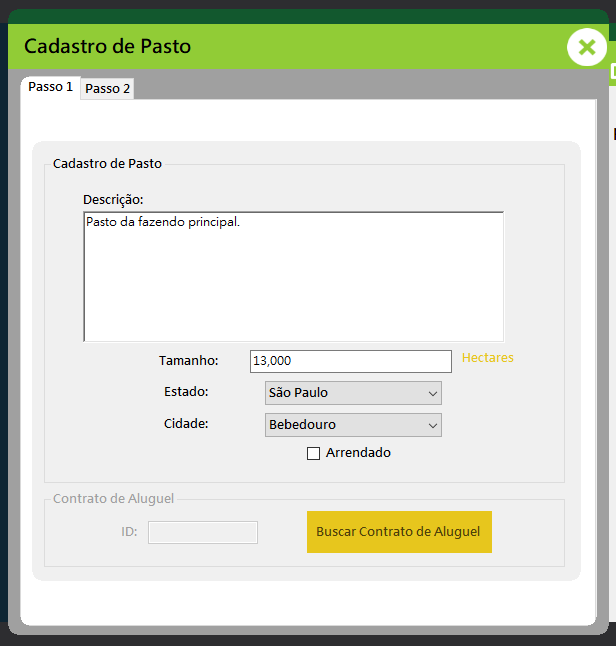 Cadastro de Pasto
Passo 1
Passo 2
Cadastro de Pasto
Descrição:
Pasto da fazendo principal.
Tamanho:
13,000
Hectares
Estado:
São Paulo
Cidade:
Bebedouro
Arrendado
Contrato de Aluguel
ID:
Buscar Contrato de Aluguel